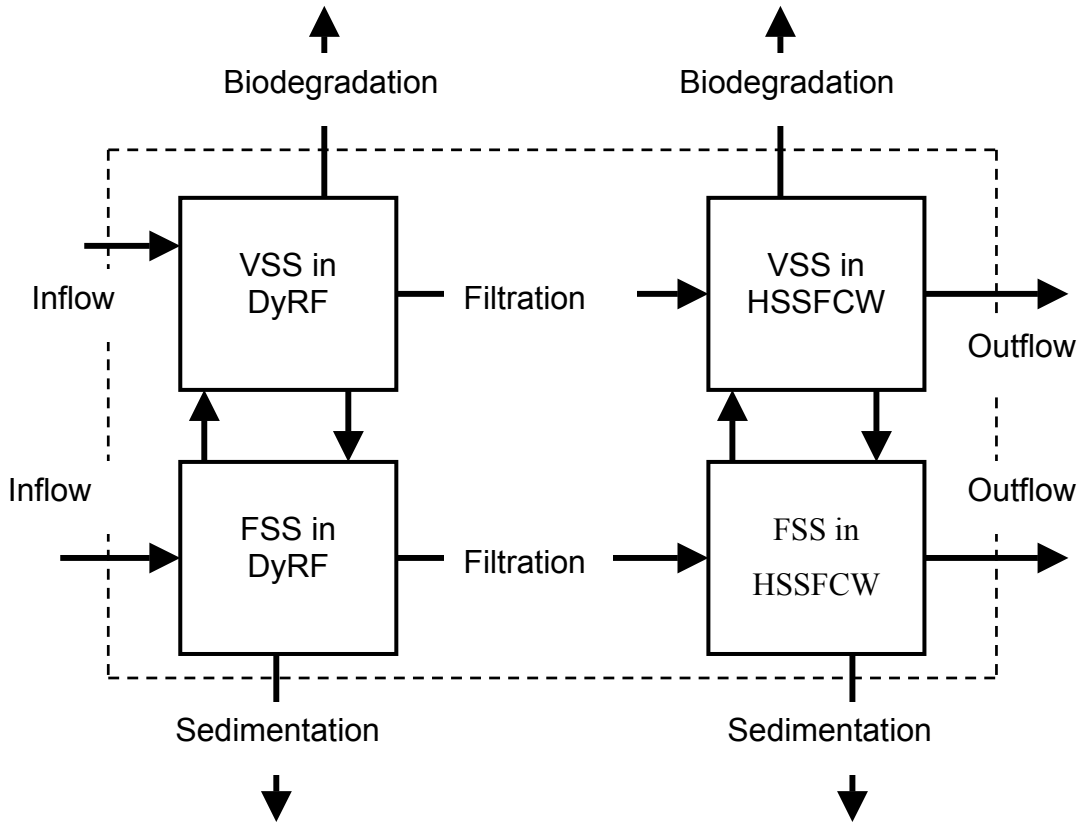 Biodegradation
Biodegradation
VSS in
DyRF
VSS in
HSSFCW
Inflow
Filtration
Outflow
Inflow
Outflow
FSS in
DyRF
FSS in
HSSFCW
Filtration
Sedimentation
Sedimentation